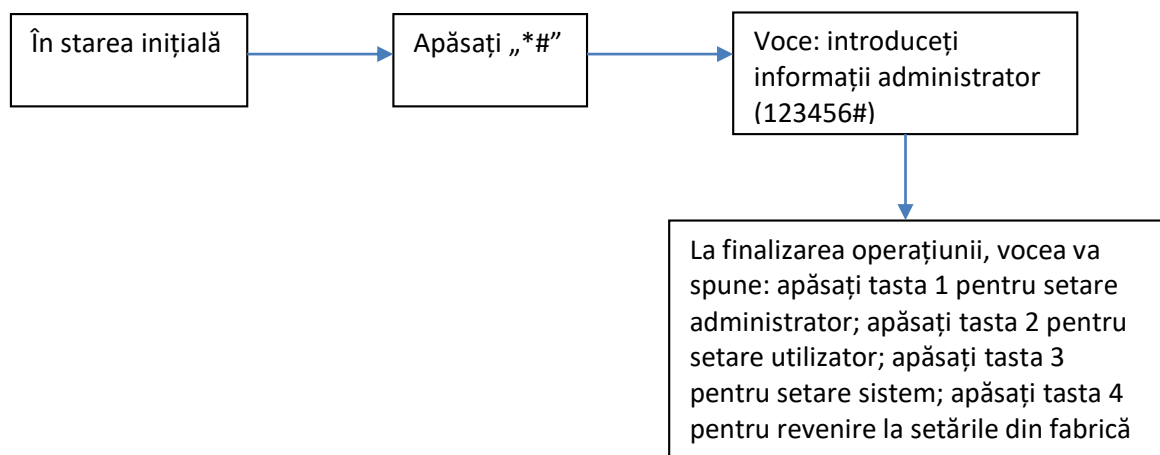 În starea inițială
Apăsați „*#”
Voce: introduceți
informații administrator
(123456#)
La finalizarea operațiunii, vocea va
spune: apăsați tasta 1 pentru setare
administrator; apăsați tasta 2 pentru
setare utilizator; apăsați tasta 3
pentru setare sistem; apăsați tasta 4
pentru revenire la setările din fabrică